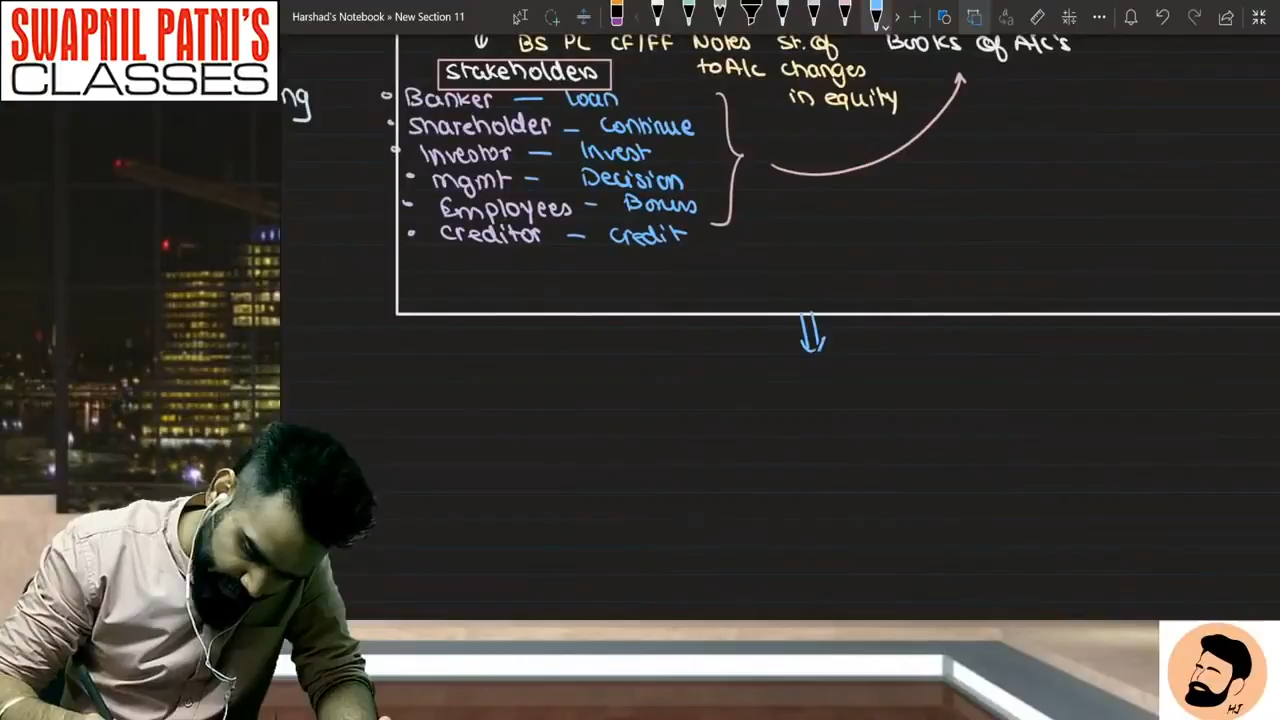 SWAPNIL PATNI'S
CLASSES
Harshad's Notebook » New Section 11
BS PL CF/FF Notes St. of Books of A/c's
stakeholders to A/c changes
in equity
ng
Banker — Loan
Shareholder — Continue
Investor — Invest
Mgmt — Decision
Employees - Bonus
Creditor — Credit
HJ